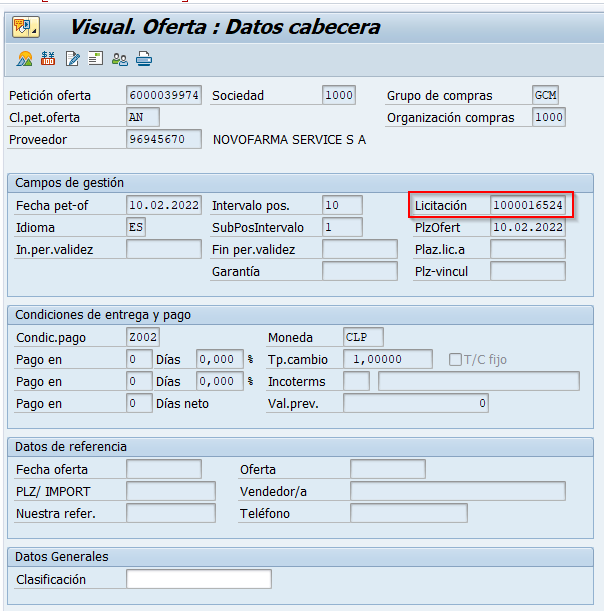 Visual. Oferta : Datos cabecera
Petición oferta 6000039974 Sociedad 1000 Grupo de compras GCM
Cl.pet.oferta AN Organización compras 1000
Proveedor 96945670 NOVOFARMA SERVICE S A
Campos de gestión
Fecha pet-of 10.02.2022 Intervalo pos. 10 Licitación 1000016524
Idioma ES SubPosIntervalo 1 PlzOfert 10.02.2022
In.per.validez Fin per.validez Plaz.lic.a
Garantía Plz-vincul
Condiciones de entrega y pago
Condic.pago Z002 Moneda CLP
Pago en 0 Días 0,000 % Tp.cambio 1,00000 T/C fijo
Pago en 0 Días 0,000 % Incoterms
Pago en 0 Días neto Val.prev. 0
Datos de referencia
Fecha oferta Oferta
PLZ/ IMPORT Vendedor/a
Nuestra refer. Teléfono
Datos Generales
Clasificación